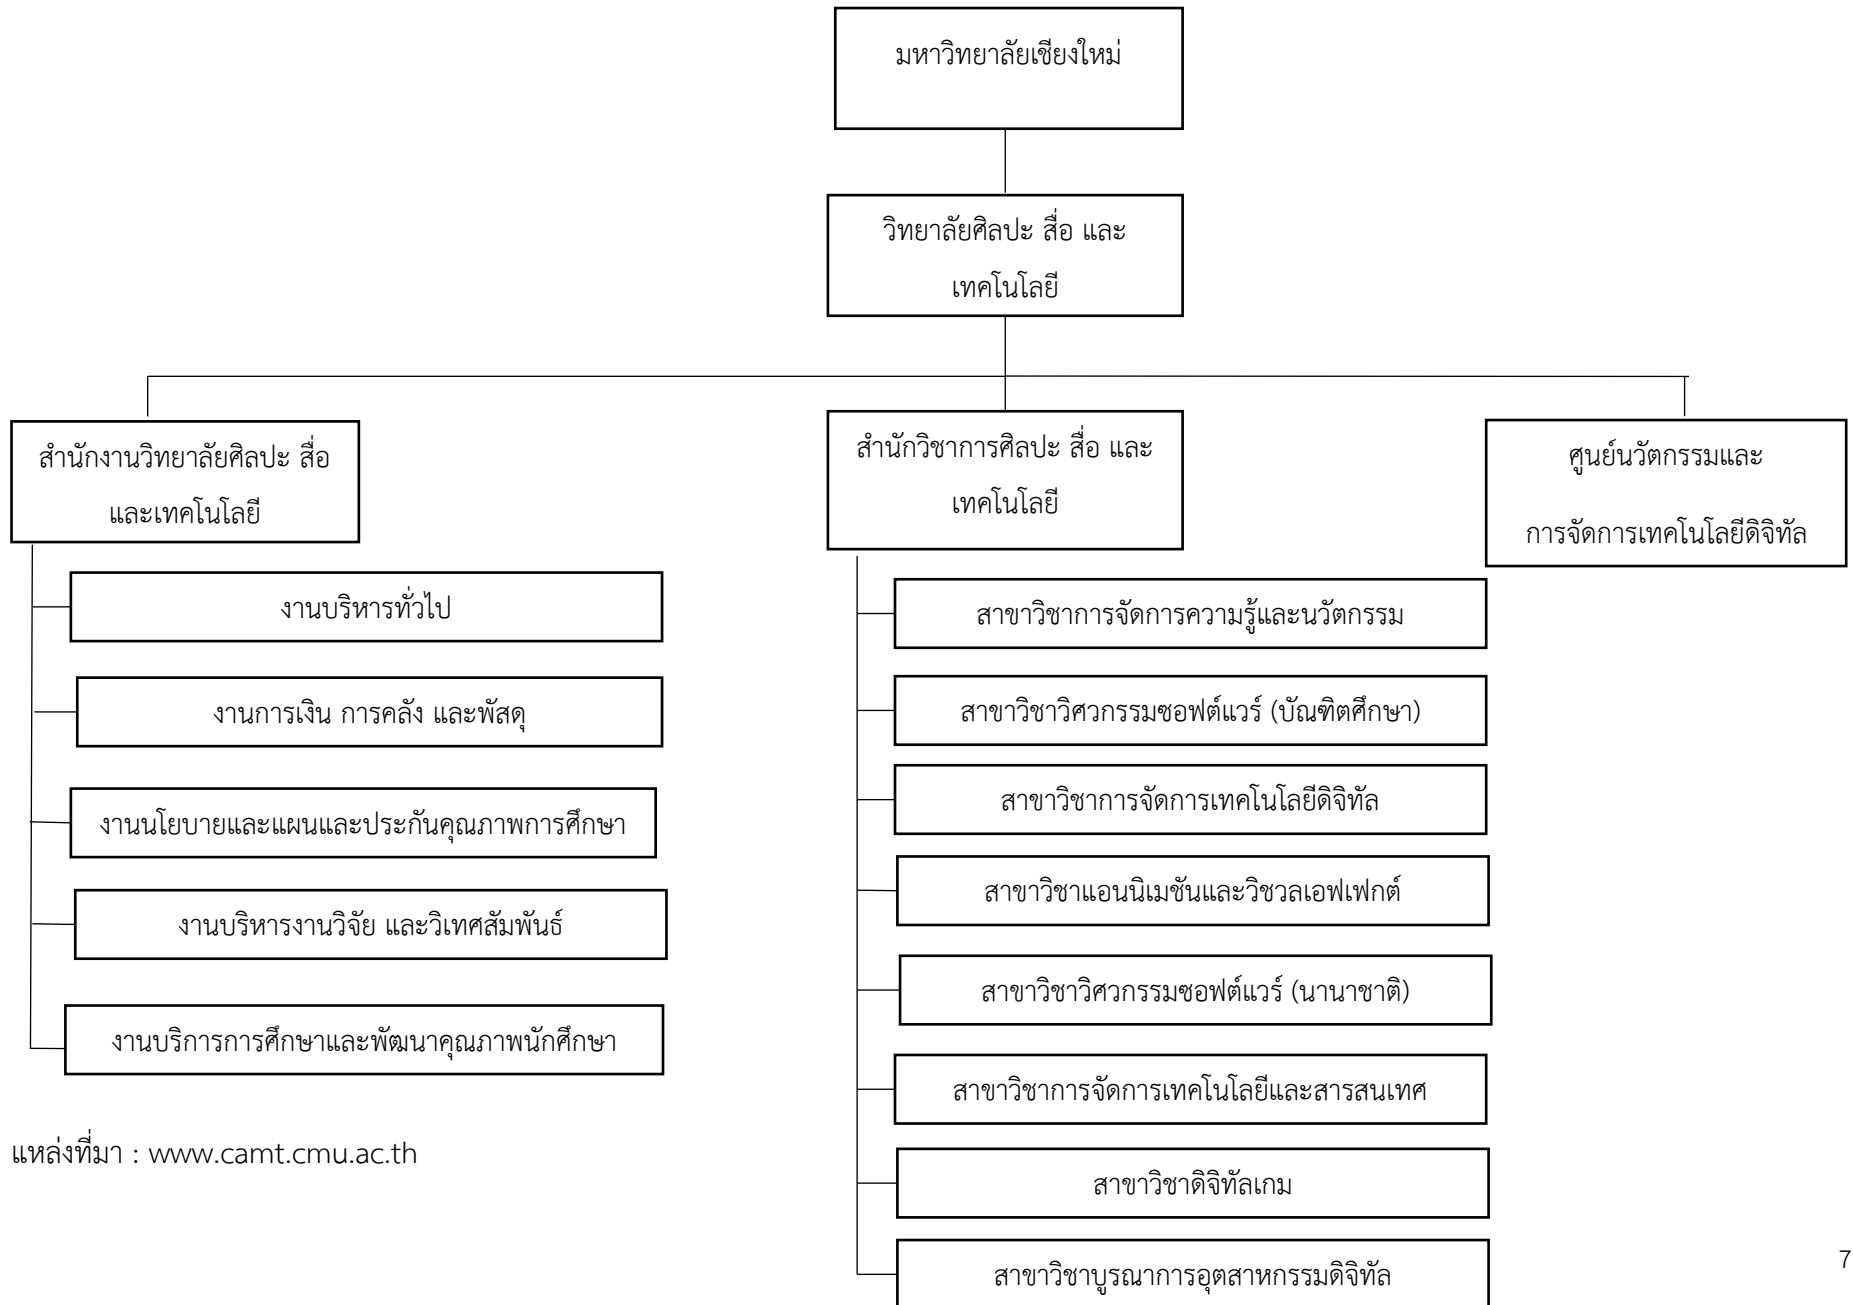 มหาวิทยาลัยเชียงใหม่
วิทยาลัยศิลปะ สื่อ และ
เทคโนโลยี
สำนักงานวิทยาลัยศิลปะ สื่อ
และเทคโนโลยี
งานบริหารทั่วไป
งานการเงิน การคลัง และพัสดุ
งานนโยบายและแผนและประกันคุณภาพการศึกษา
งานบริหารงานวิจัย และวิเทศสัมพันธ์
งานบริการการศึกษาและพัฒนาคุณภาพนักศึกษา
สำนักวิชาการศิลปะ สื่อ และ
เทคโนโลยี
สาขาวิชาการจัดการความรู้และนวัตกรรม
สาขาวิชาวิศวกรรมซอฟต์แวร์ (บัณฑิตศึกษา)
สาขาวิชาการจัดการเทคโนโลยีดิจิทัล
สาขาวิชาแอนนิเมชันและวิชวลเอฟเฟกต์
สาขาวิชาวิศวกรรมซอฟต์แวร์ (นานาชาติ)
สาขาวิชาการจัดการเทคโนโลยีและสารสนเทศ
สาขาวิชาดิจิทัลเกม
สาขาวิชาบูรณาการอุตสาหกรรมดิจิทัล
ศูนย์นวัตกรรมและ
การจัดการเทคโนโลยีดิจิทัล
แหล่งที่มา : www.camt.cmu.ac.th
7